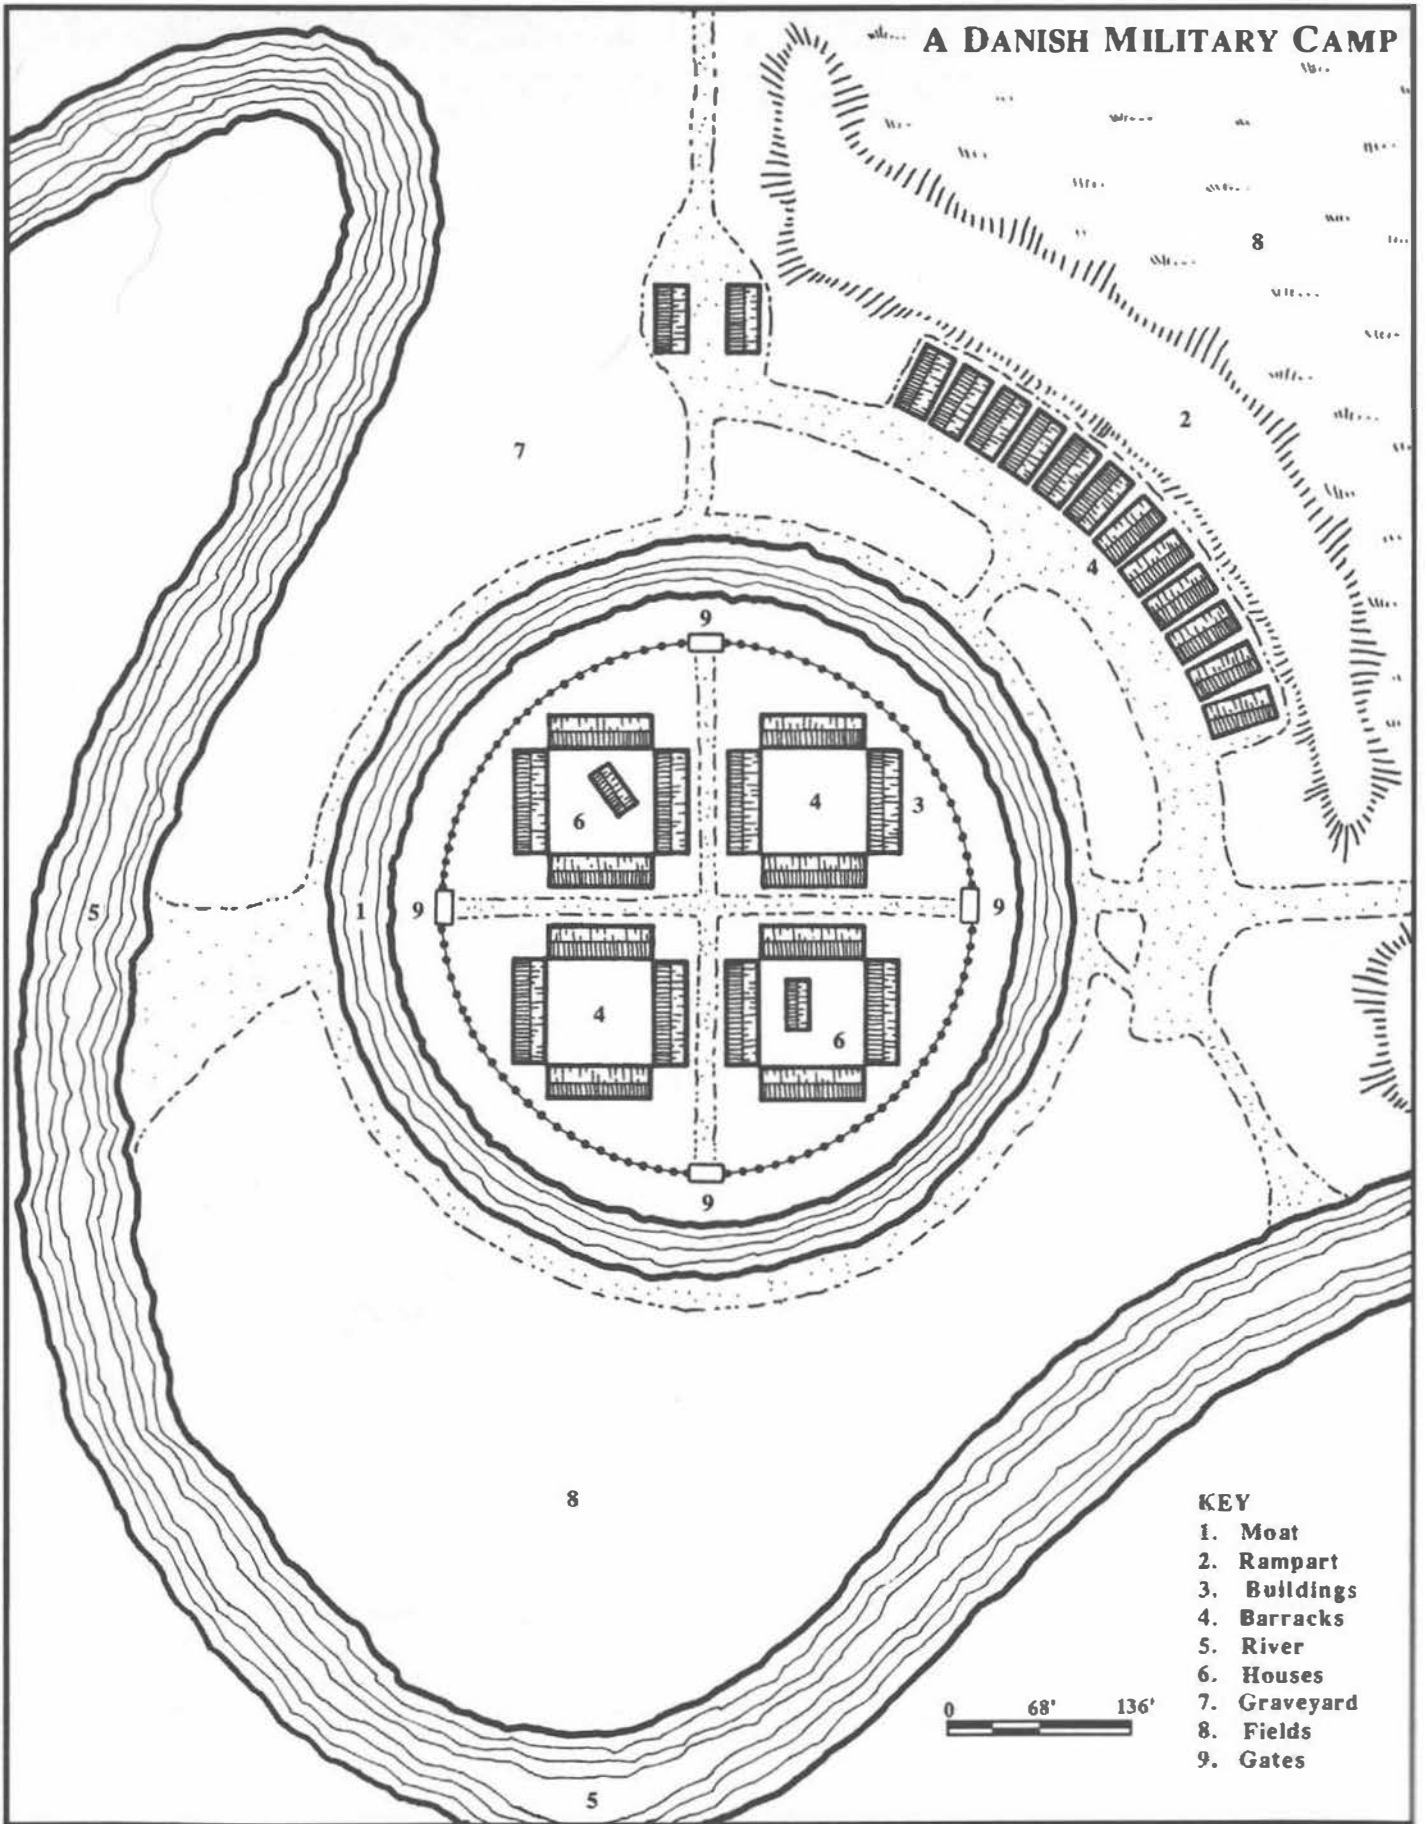 A DANISH MILITARY CAMP
8
2
7
4
9
6
4
3
5
1
9
9
4
6
9
8
5
KEY
1. Moat
2. Rampart
3. Buildings
4. Barracks
5. River
6. Houses
7. Graveyard
8. Fields
9. Gates
0 68' 136'